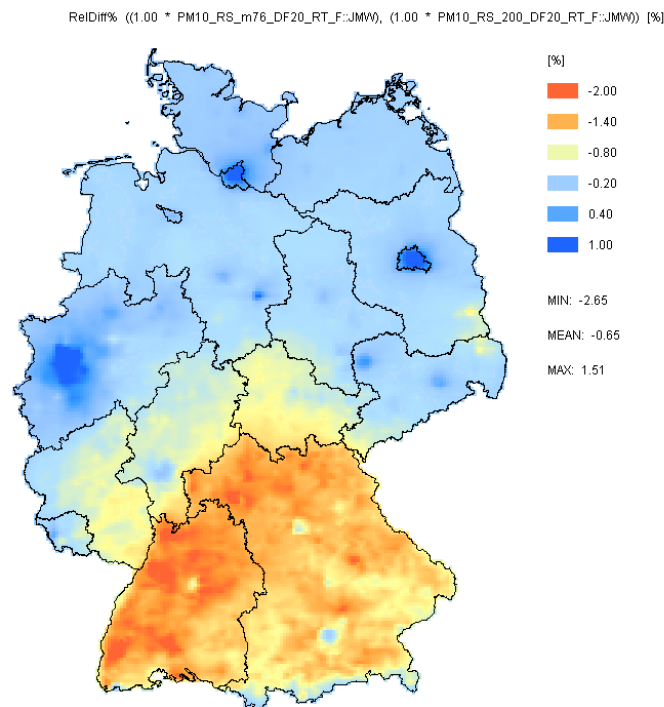 RelDiff% ((1.00 * PM10_RS_m76_DF20_RT_F::JMW), (1.00 * PM10_RS_200_DF20_RT_F::JMW)) [%]
[%]
-2.00
-1.40
-0.80
-0.20
0.40
1.00
MIN: -2.65
MEAN: -0.65
MAX: 1.51